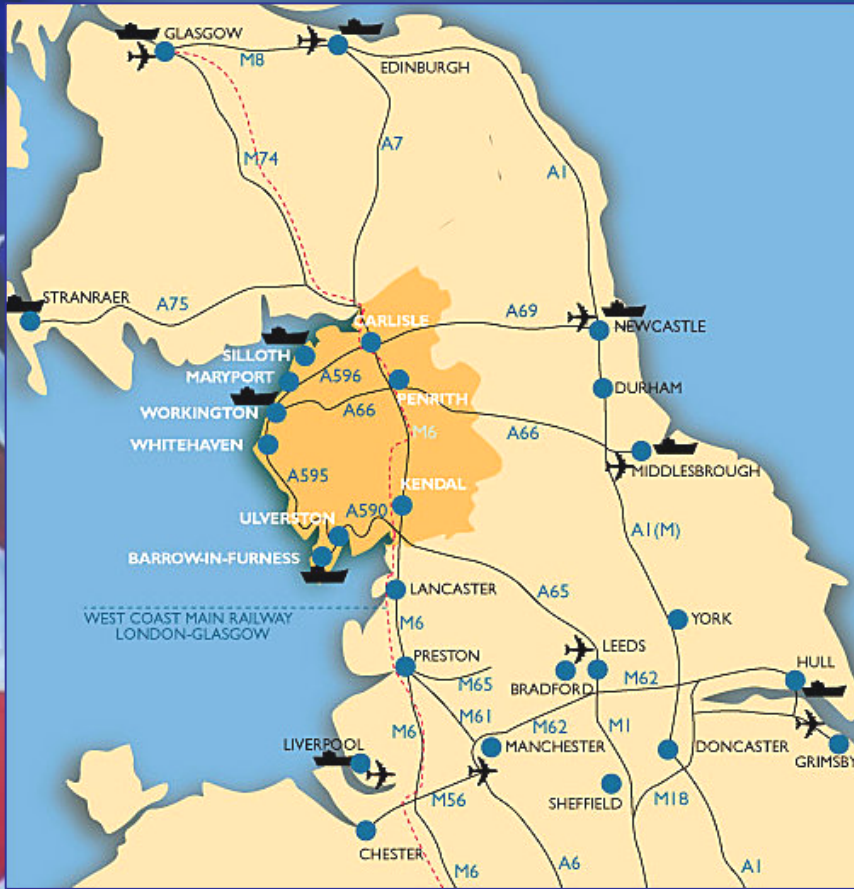 GLASGOW
M8
EDINBURGH
M74
A7
A1
STRANRAER
A75
CARLISLE
A69
NEWCASTLE
SILLOTH
MARYPORT
A596
PENRITH
DURHAM
WORKINGTON
A66
M6
A66
WHITEHAVEN
MIDDLESBROUGH
A595
KENDAL
ULVERSTON
A590
A1(M)
BARROW-IN-FURNESS
LANCASTER
A65
WEST COAST MAIN RAILWAY
LONDON-GLASGOW
M6
YORK
PRESTON
LEEDS
M65
BRADFORD
M62
HULL
M61
M6
M62
M1
LIVERPOOL
MANCHESTER
DONCASTER
GRIMSBY
M56
SHEFFIELD
M18
CHESTER
M6
A6
A1